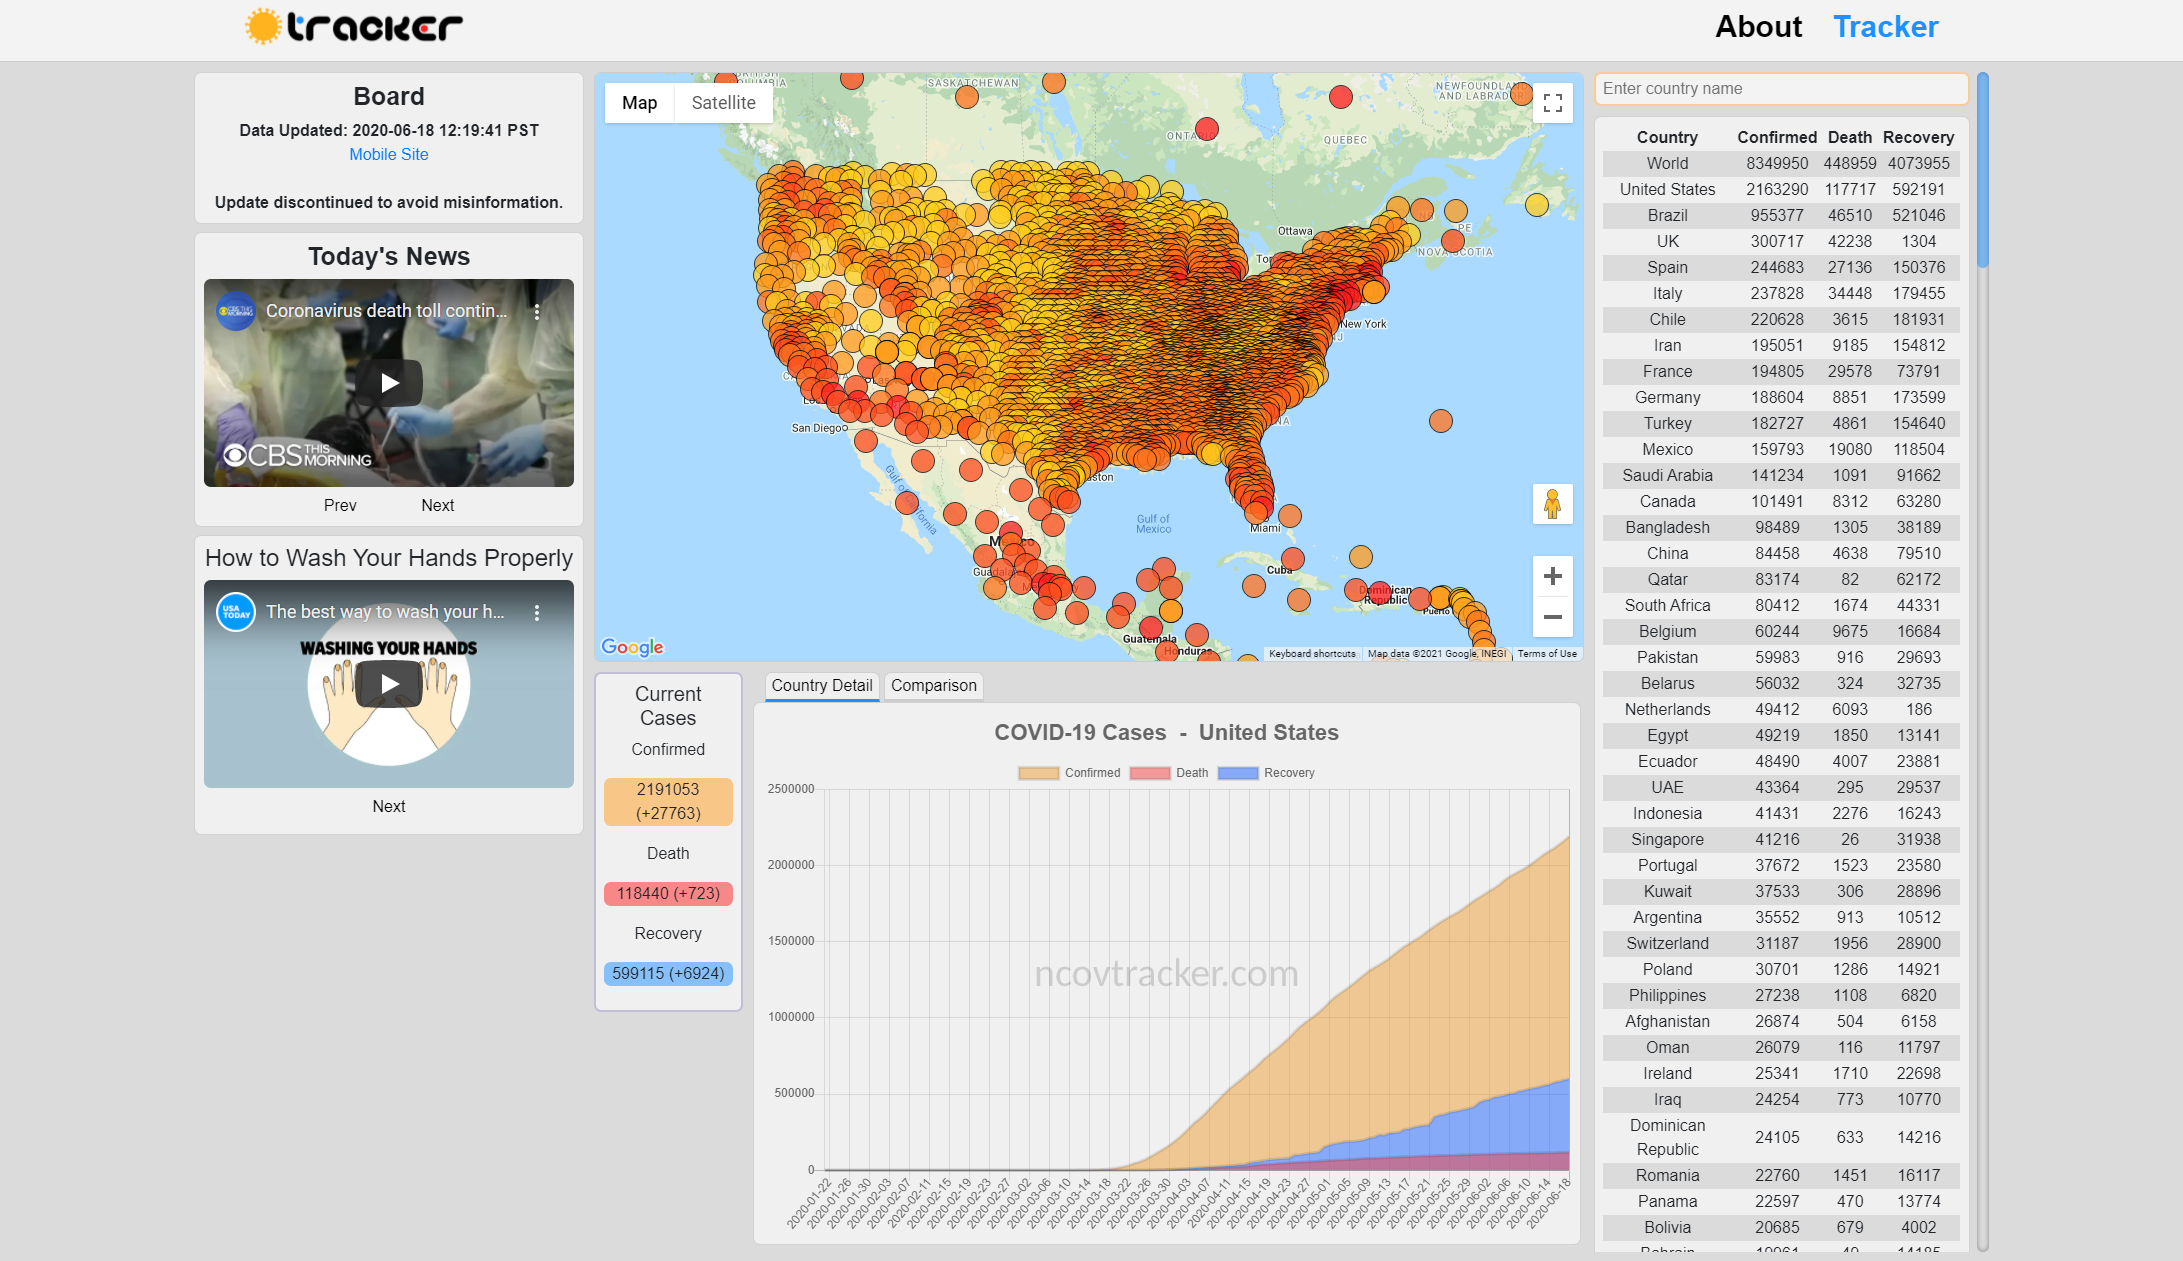 tracker
About Tracker
Board
Data Updated: 2020-06-18 12:19:41 PST
Mobile Site
Update discontinued to avoid misinformation.
Today's News
CBS THIS MORNING
Coronavirus death toll contin...
CBS THIS MORNING
Prev Next
How to Wash Your Hands Properly
USA TODAY
The best way to wash your h...
WASHING YOUR HANDS
Next
Map Satellite
SASKATCHEWAN
ONTARIO
QUEBEC
NEWFOUNDLAND
AND LABRADOR
Ottawa
PE
NOVA SCOTIA
New York
NJ
San Diego
Gulf of California
Gulf of
Mexico
Miami
Cuba
Dominican
Republic
Puerto
Guatemala
Honduras
Google
Keyboard shortcuts Map data ©2021 Google, INEGI Terms of Use
Current
Cases
Confirmed
2191053
(+27763)
Death
118440 (+723)
Recovery
599115 (+6924)
Country Detail Comparison
COVID-19 Cases - United States
Confirmed Death Recovery
2500000
2000000
1500000
1000000
500000
0
ncovtracker.com
2020-01-22 2020-01-26 2020-01-30 2020-02-03 2020-02-07 2020-02-11 2020-02-15 2020-02-19 2020-02-23 2020-02-27 2020-03-02 2020-03-06 2020-03-10 2020-03-14 2020-03-18 2020-03-22 2020-03-26 2020-03-30 2020-04-03 2020-04-07 2020-04-11 2020-04-15 2020-04-19 2020-04-23 2020-04-27 2020-05-01 2020-05-05 2020-05-09 2020-05-13 2020-05-17 2020-05-21 2020-05-25 2020-05-29 2020-06-02 2020-06-06 2020-06-10 2020-06-14 2020-06-18
Enter country name
Country Confirmed Death Recovery
World 8349950 448959 4073955
United States 2163290 117717 592191
Brazil 955377 46510 521046
UK 300717 42238 1304
Spain 244683 27136 150376
Italy 237828 34448 179455
Chile 220628 3615 181931
Iran 195051 9185 154812
France 194805 29578 73791
Germany 188604 8851 173599
Turkey 182727 4861 154640
Mexico 159793 19080 118504
Saudi Arabia 141234 1091 91662
Canada 101491 8312 63280
Bangladesh 98489 1305 38189
China 84458 4638 79510
Qatar 83174 82 62172
South Africa 80412 1674 44331
Belgium 60244 9675 16684
Pakistan 59983 916 29693
Belarus 56032 324 32735
Netherlands 49412 6093 186
Egypt 49219 1850 13141
Ecuador 48490 4007 23881
UAE 43364 295 29537
Indonesia 41431 2276 16243
Singapore 41216 26 31938
Portugal 37672 1523 23580
Kuwait 37533 306 28896
Argentina 35552 913 10512
Switzerland 31187 1956 28900
Poland 30701 1286 14921
Philippines 27238 1108 6820
Afghanistan 26874 504 6158
Oman 26079 116 11797
Ireland 25341 1710 22698
Iraq 24254 773 10770
Dominican
Republic 24105 633 14216
Romania 22760 1451 16117
Panama 22597 470 13774
Bolivia 20685 679 4002
Bahrain 19961 49 14185